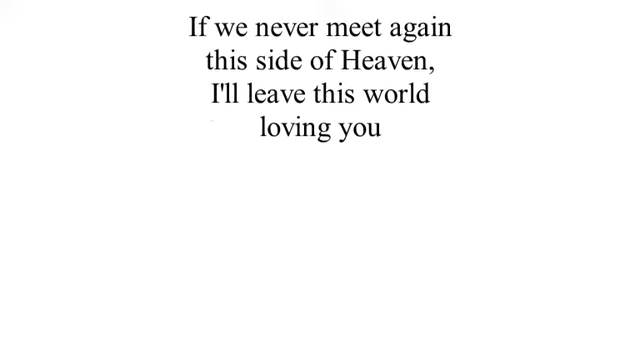 If we never meet again
this side of Heaven,
I'll leave this world
loving you